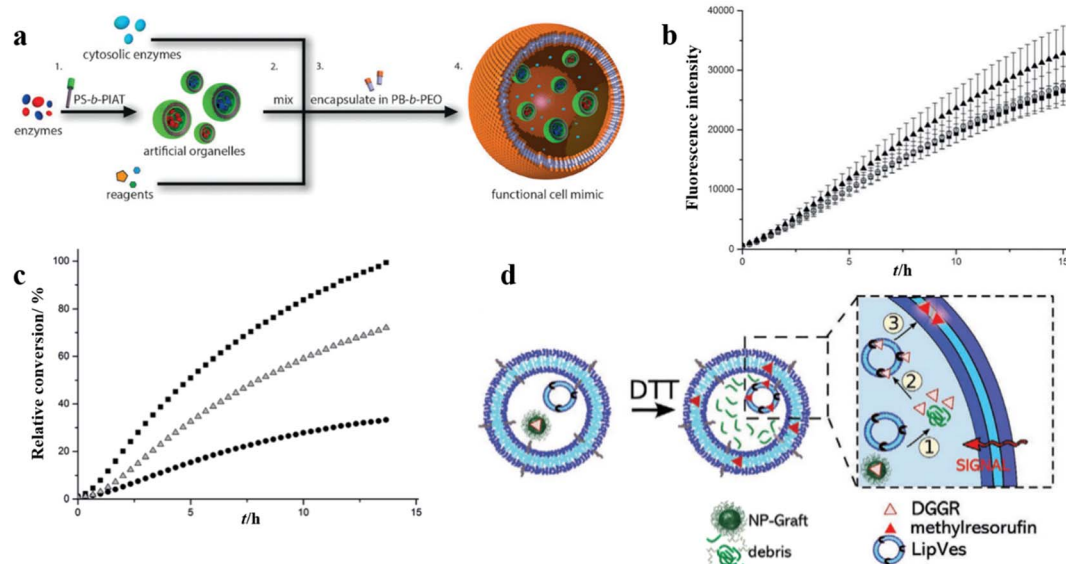 a
cytosolic enzymes
1.
PS-b-PIAT
enzymes
artificial organelles
reagents
2.
mix
3.
encapsulate in PB-b-PEO
4.
functional cell mimic
b
Fluorescence intensity
40000
30000
20000
10000
0
0
5
10
15
t/h
c
Relative conversion/ %
100
80
60
40
20
0
0
5
10
15
t/h
d
DTT
3
2
1
SIGNAL
NP-Graft
debris
DGGR
methylresorufin
LipVes